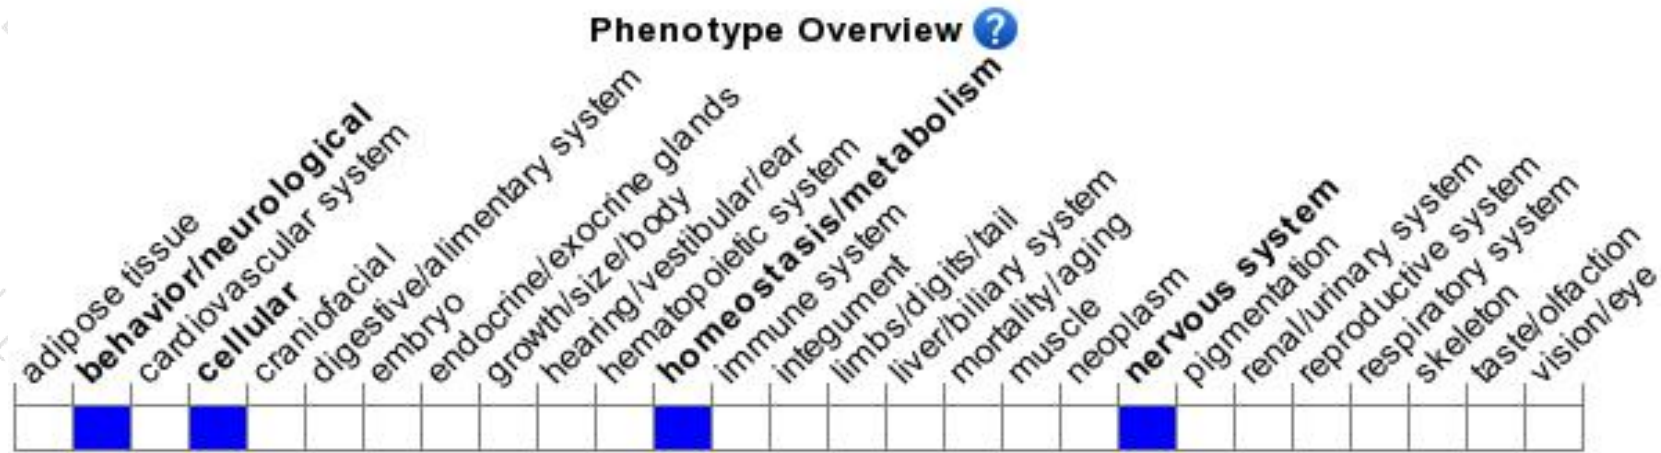 Phenotype Overview ?
adipose tissue
behavior/neurological
cardiovascular system
cellular
craniofacial
digestive/alimentary system
embryo
endocrine/exocrine glands
growth/size/body
hearing/vestibular/ear
hematopoietic system
homeostasis/metabolism
immune system
integument
limbs/digits/tail
liver/biliary system
mortality/aging
muscle
neoplasm
nervous system
pigmentation
renal/urinary system
reproductive system
respiratory system
skeleton
taste/olfaction
vision/eye